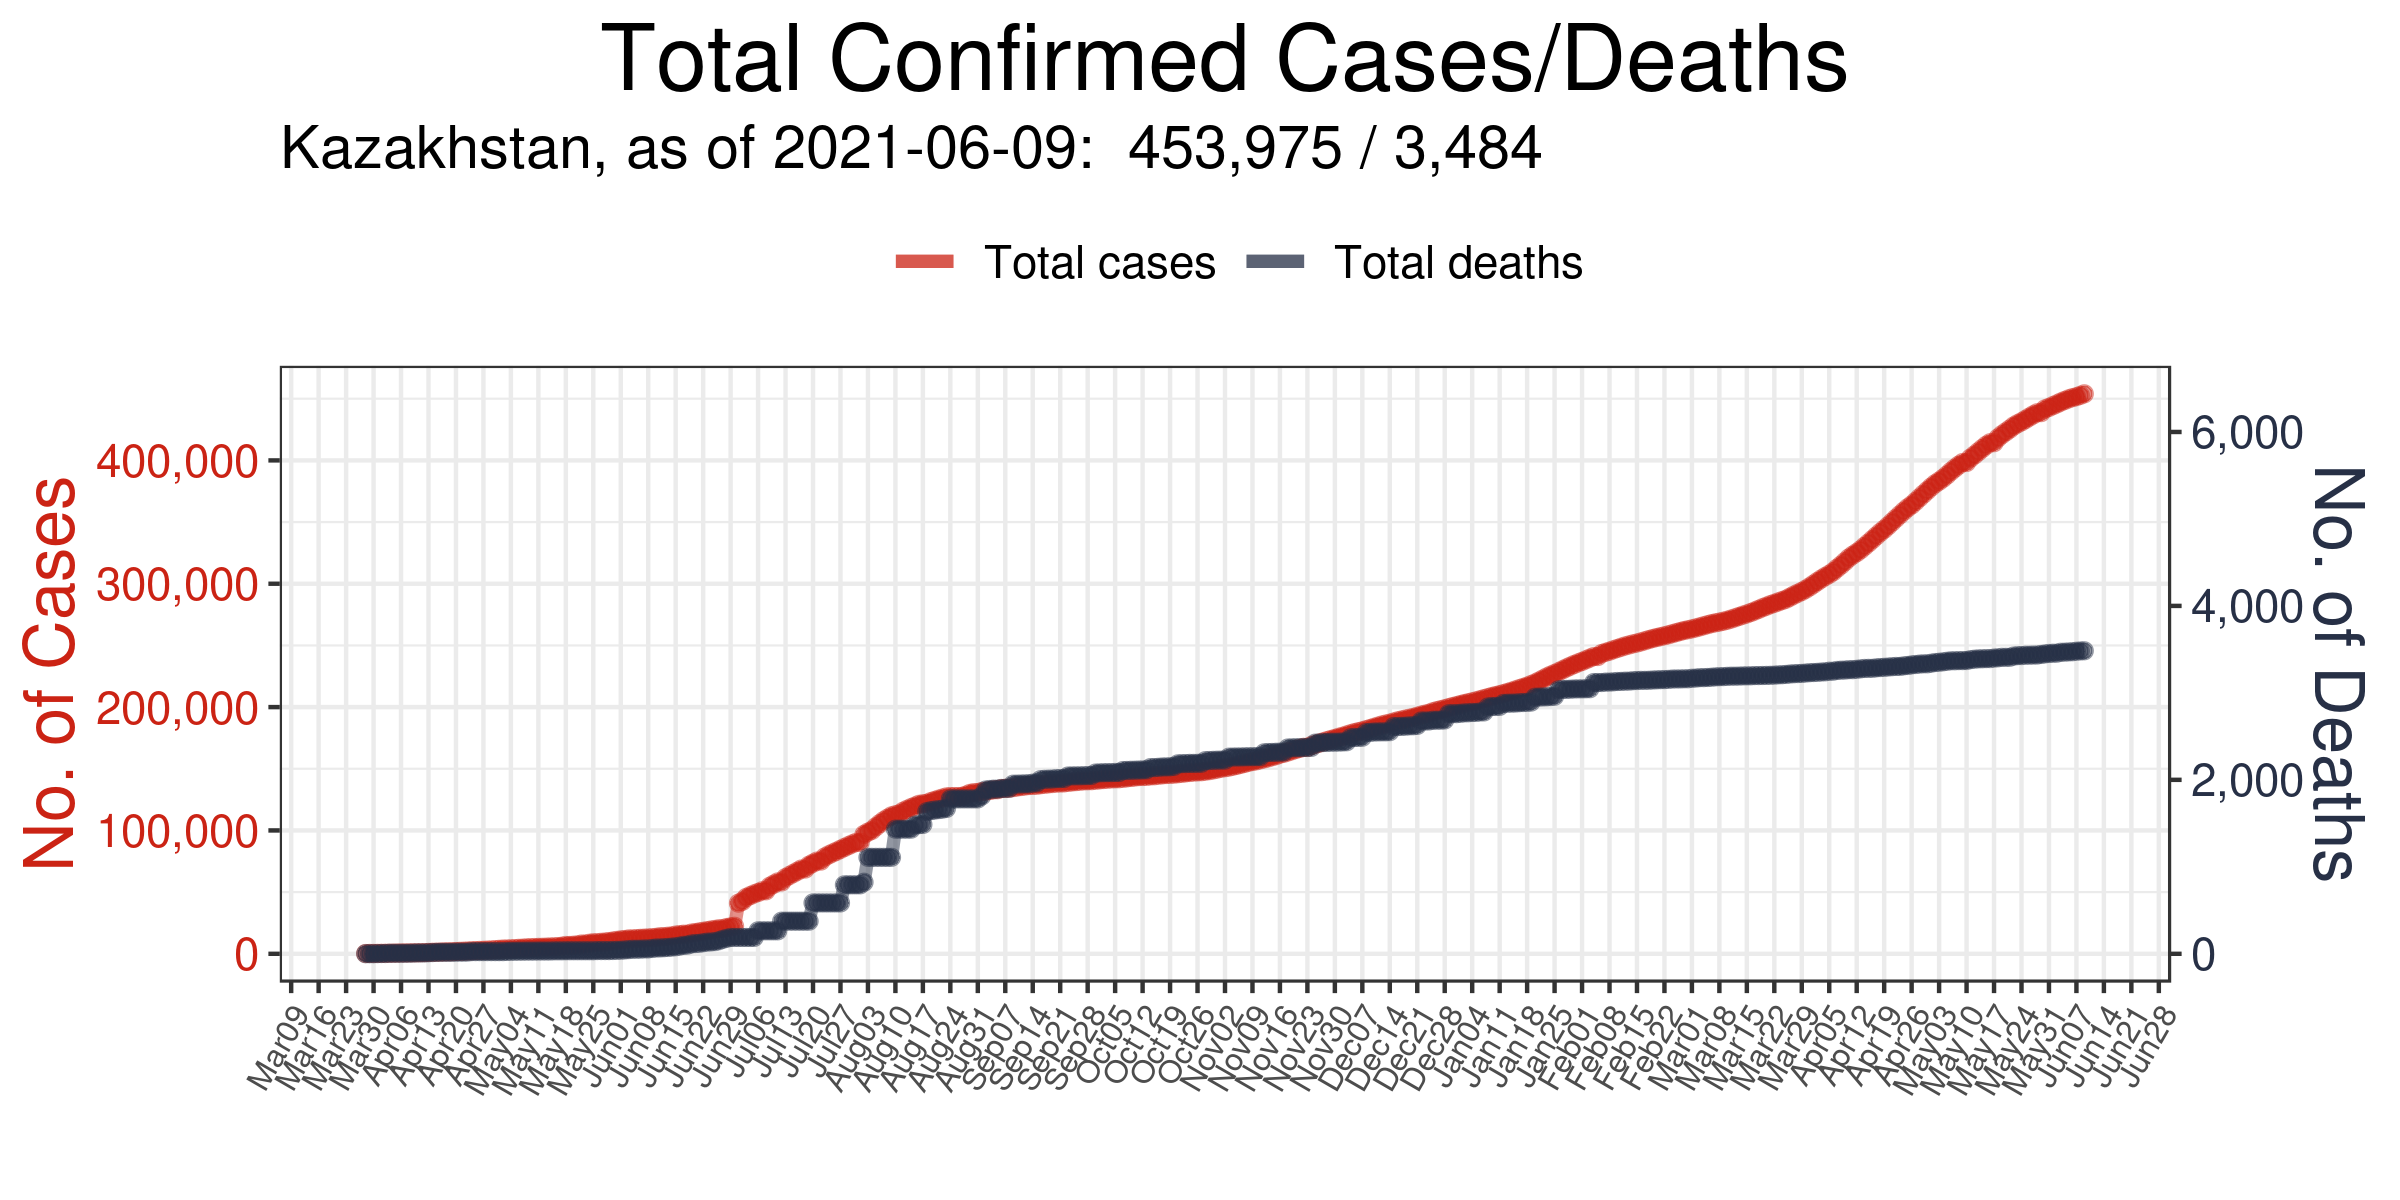 Total Confirmed Cases/Deaths
Kazakhstan, as of 2021-06-09:  453,975 / 3,484
Total cases
Total deaths
No. of Cases
400,000
300,000
200,000
100,000
0
6,000
4,000
2,000
0
No. of Deaths
Mar09
Mar16
Mar23
Mar30
Apr06
Apr13
Apr20
Apr27
May04
May11
May18
May25
Jun01
Jun08
Jun15
Jun22
Jun29
Jul06
Jul13
Jul20
Jul27
Aug03
Aug10
Aug17
Aug24
Aug31
Sep07
Sep14
Sep21
Sep28
Oct05
Oct12
Oct19
Oct26
Nov02
Nov09
Nov16
Nov23
Nov30
Dec07
Dec14
Dec21
Dec28
Jan04
Jan11
Jan18
Jan25
Feb01
Feb08
Feb15
Feb22
Mar01
Mar08
Mar15
Mar22
Mar29
Apr05
Apr12
Apr19
Apr26
May03
May10
May17
May24
May31
Jun07
Jun14
Jun21
Jun28